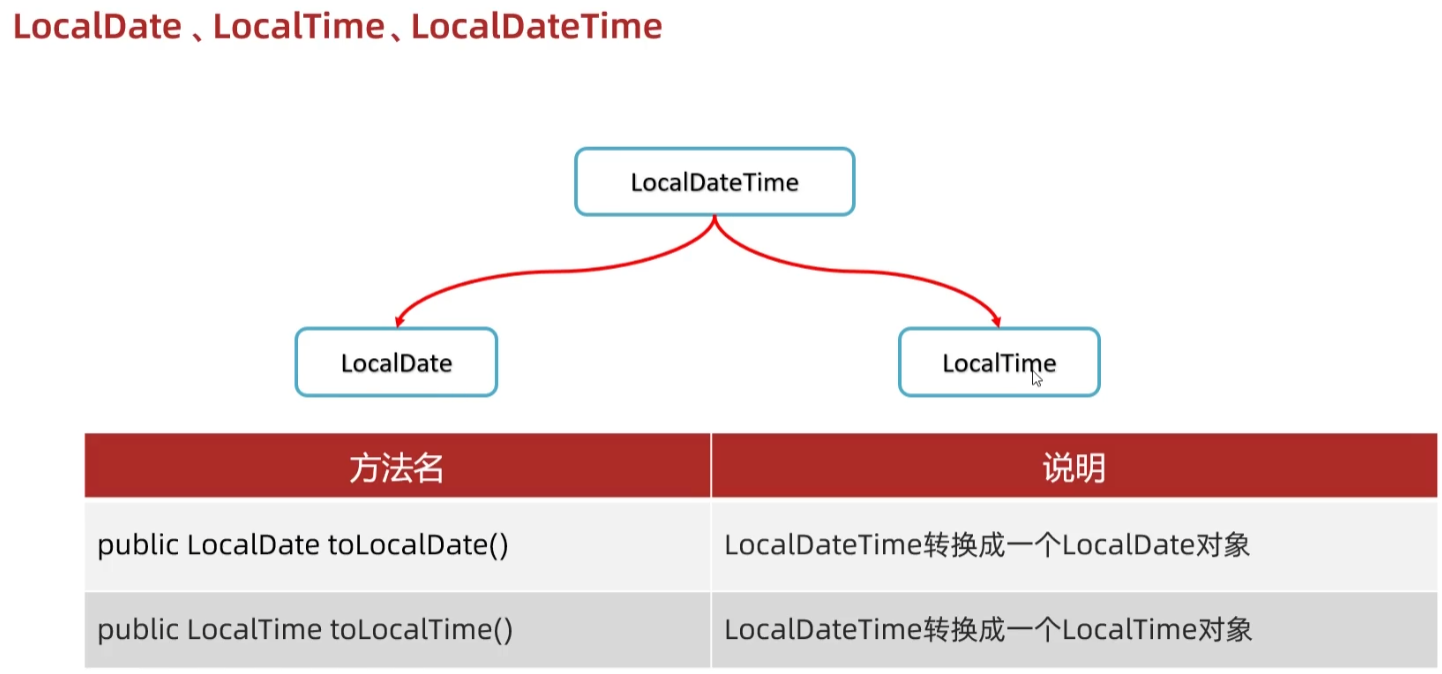 LocalDate 、LocalTime、LocalDateTime
LocalDateTime
LocalDate
LocalTime
方法名
说明
public LocalDate toLocalDate()
LocalDateTime转换成一个LocalDate对象
public LocalTime toLocalTime()
LocalDateTime转换成一个LocalTime对象